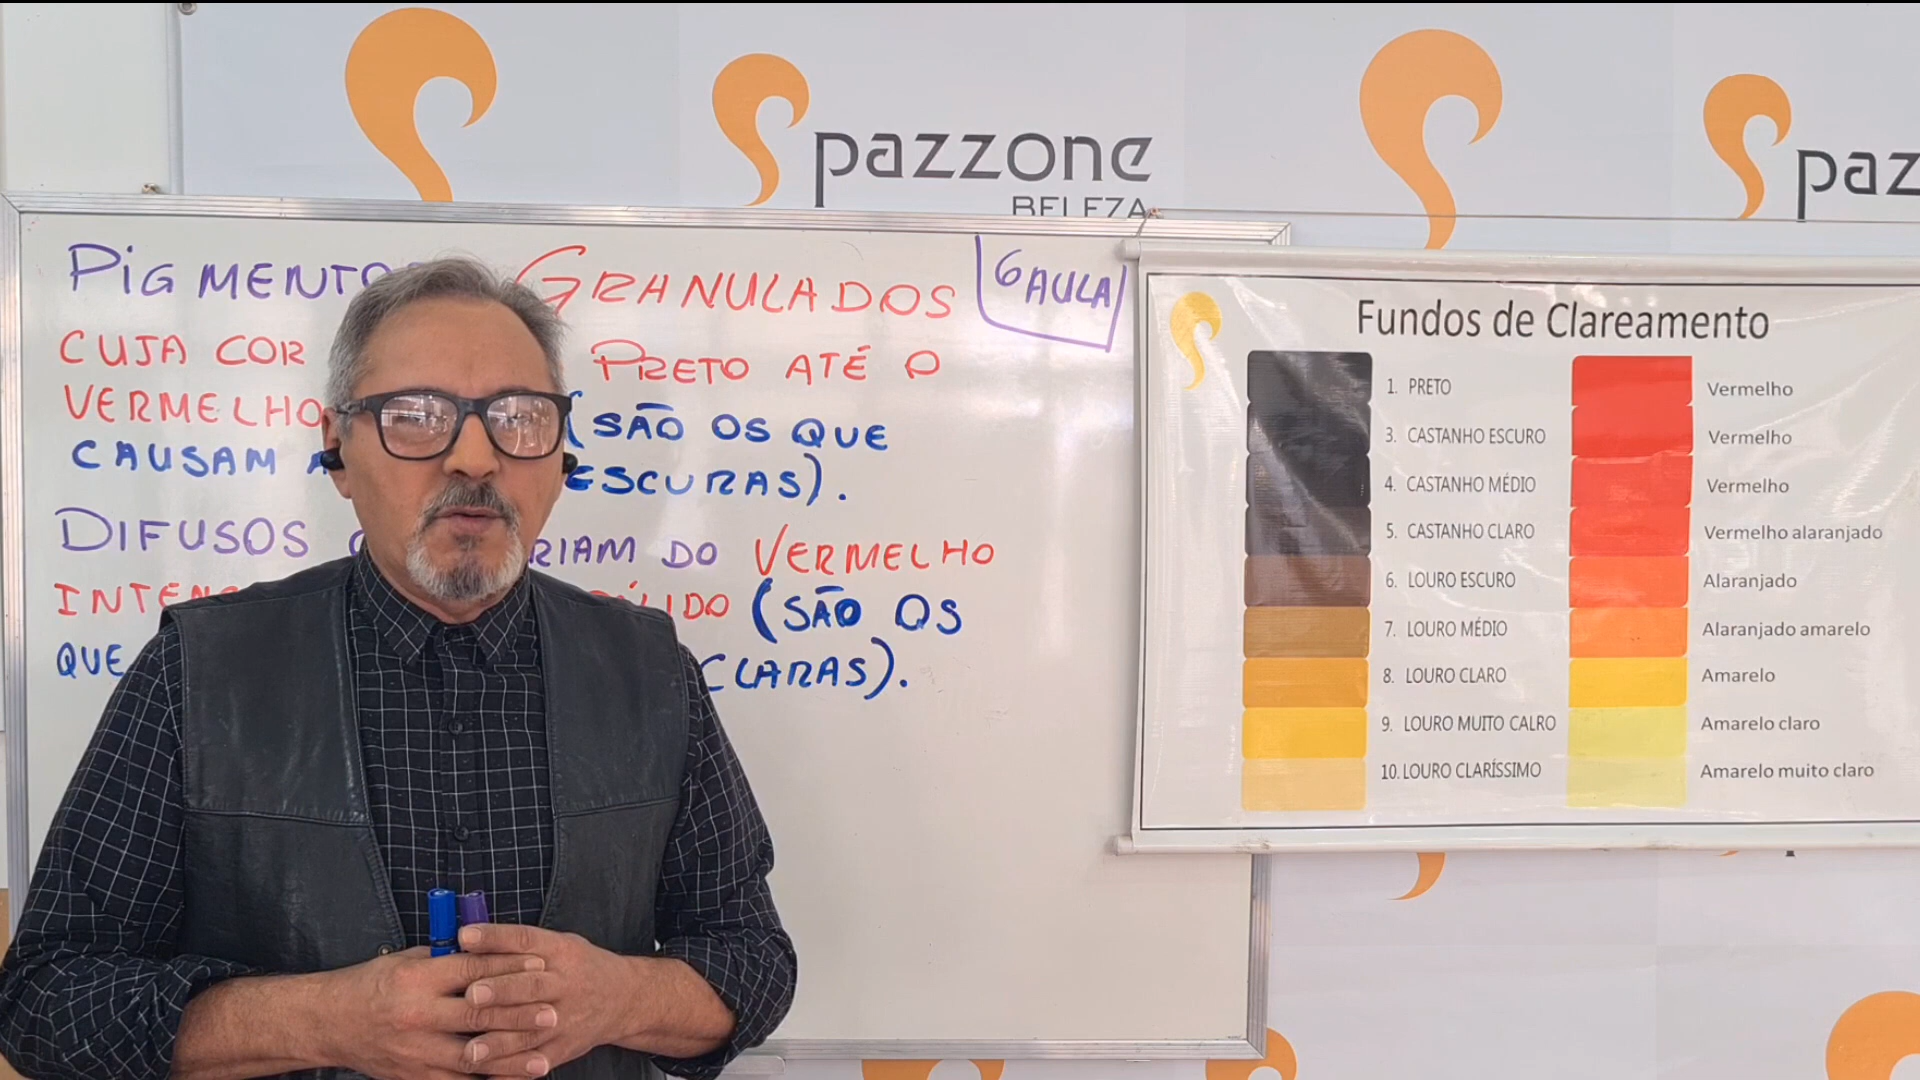 pazzone
BELEZA
paz
PIGMENTO GRANULADOS
6 AULA
CUJA COR PRETO ATÉ O
VERMELHO (SÃO OS QUE
CAUSAM ESCURAS).
DIFUSOS RIAM DO VERMELHO
INTEN LIDO (SÃO OS
QUE CLARAS).
Fundos de Clareamento
1. PRETO Vermelho
3. CASTANHO ESCURO Vermelho
4. CASTANHO MÉDIO Vermelho
5. CASTANHO CLARO Vermelho alaranjado
6. LOURO ESCURO Alaranjado
7. LOURO MÉDIO Alaranjado amarelo
8. LOURO CLARO Amarelo
9. LOURO MUITO CALRO Amarelo claro
10. LOURO CLARÍSSIMO Amarelo muito claro